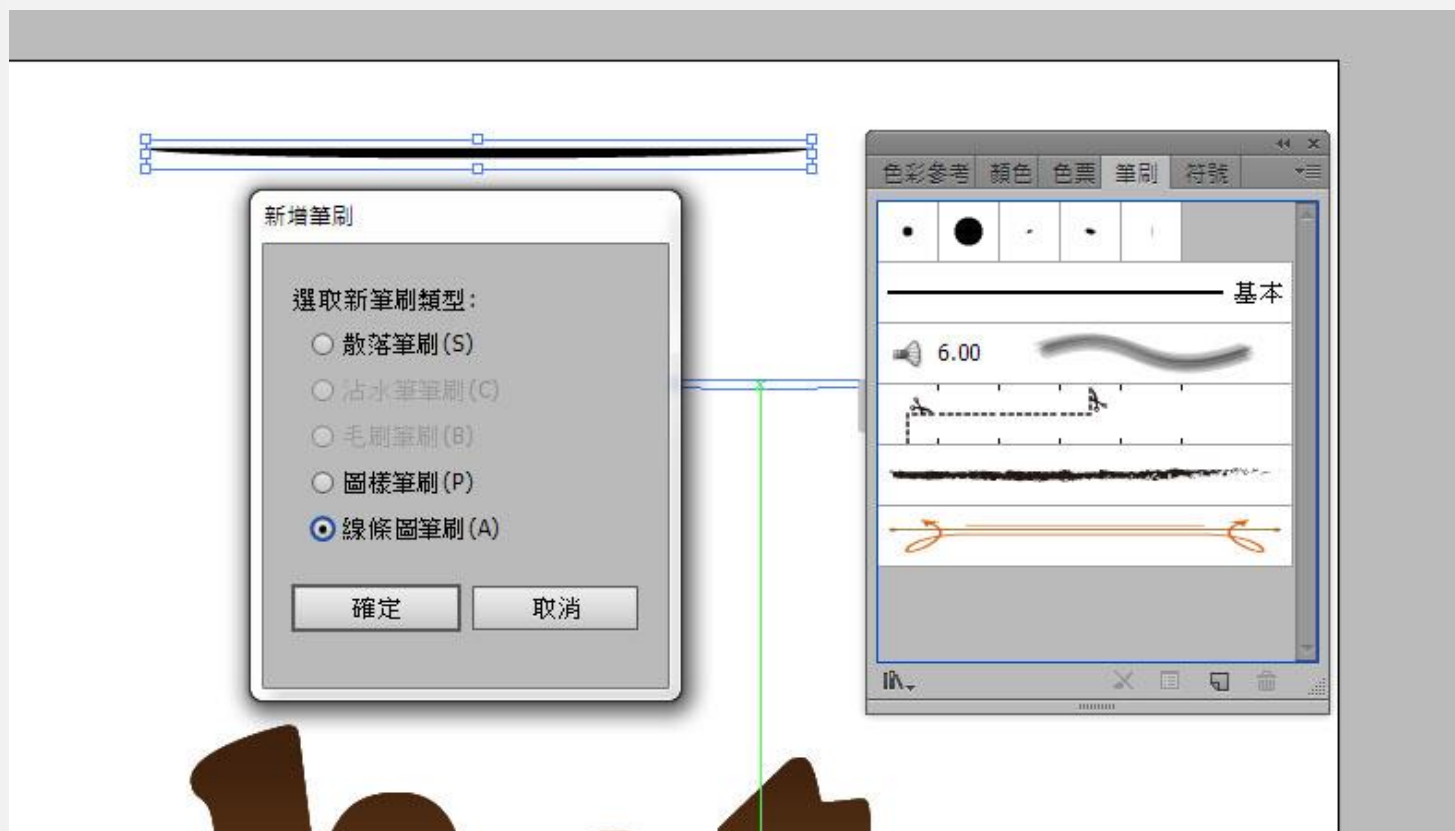 色彩參考 顏色 色票 筆刷 符號
基本
6.00
新增筆刷
選取新筆刷類型:
散落筆刷(S)
沾水筆筆刷(C)
毛刷筆刷(B)
圖樣筆刷(P)
線條圖筆刷(A)
確定 取消